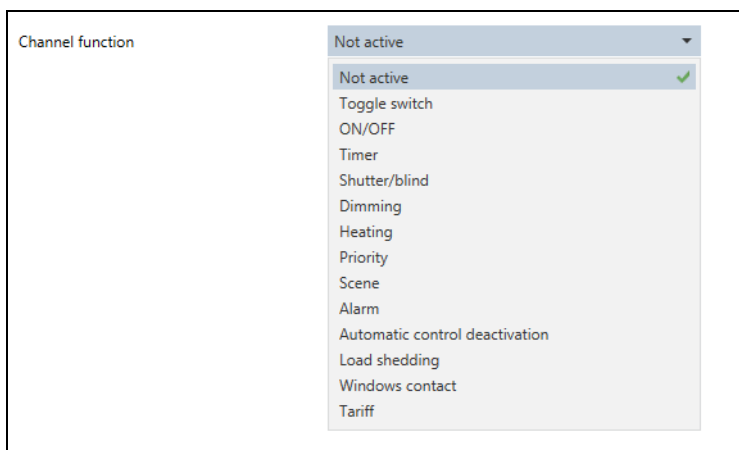 Channel function
Not active
Not active
Toggle switch
ON/OFF
Timer
Shutter/blind
Dimming
Heating
Priority
Scene
Alarm
Automatic control deactivation
Load shedding
Windows contact
Tariff